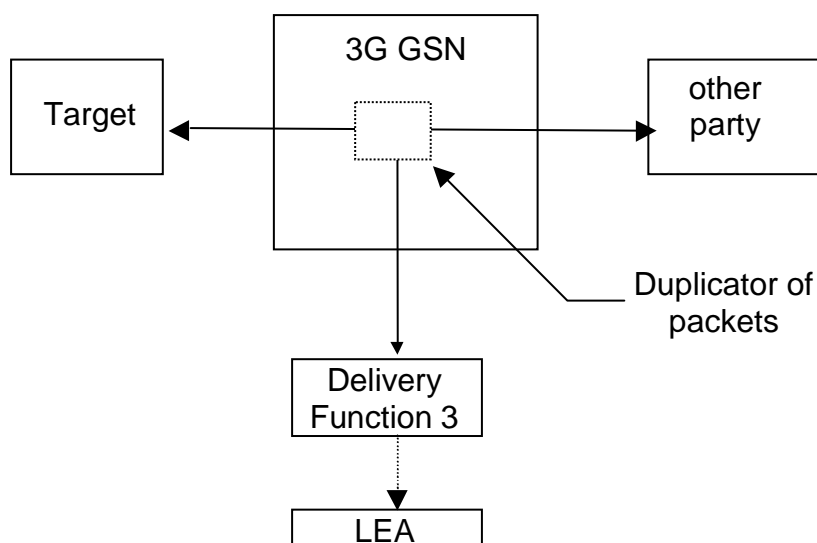 3G GSN
Target
other
party
Duplicator of
packets
Delivery
Function 3
LEA